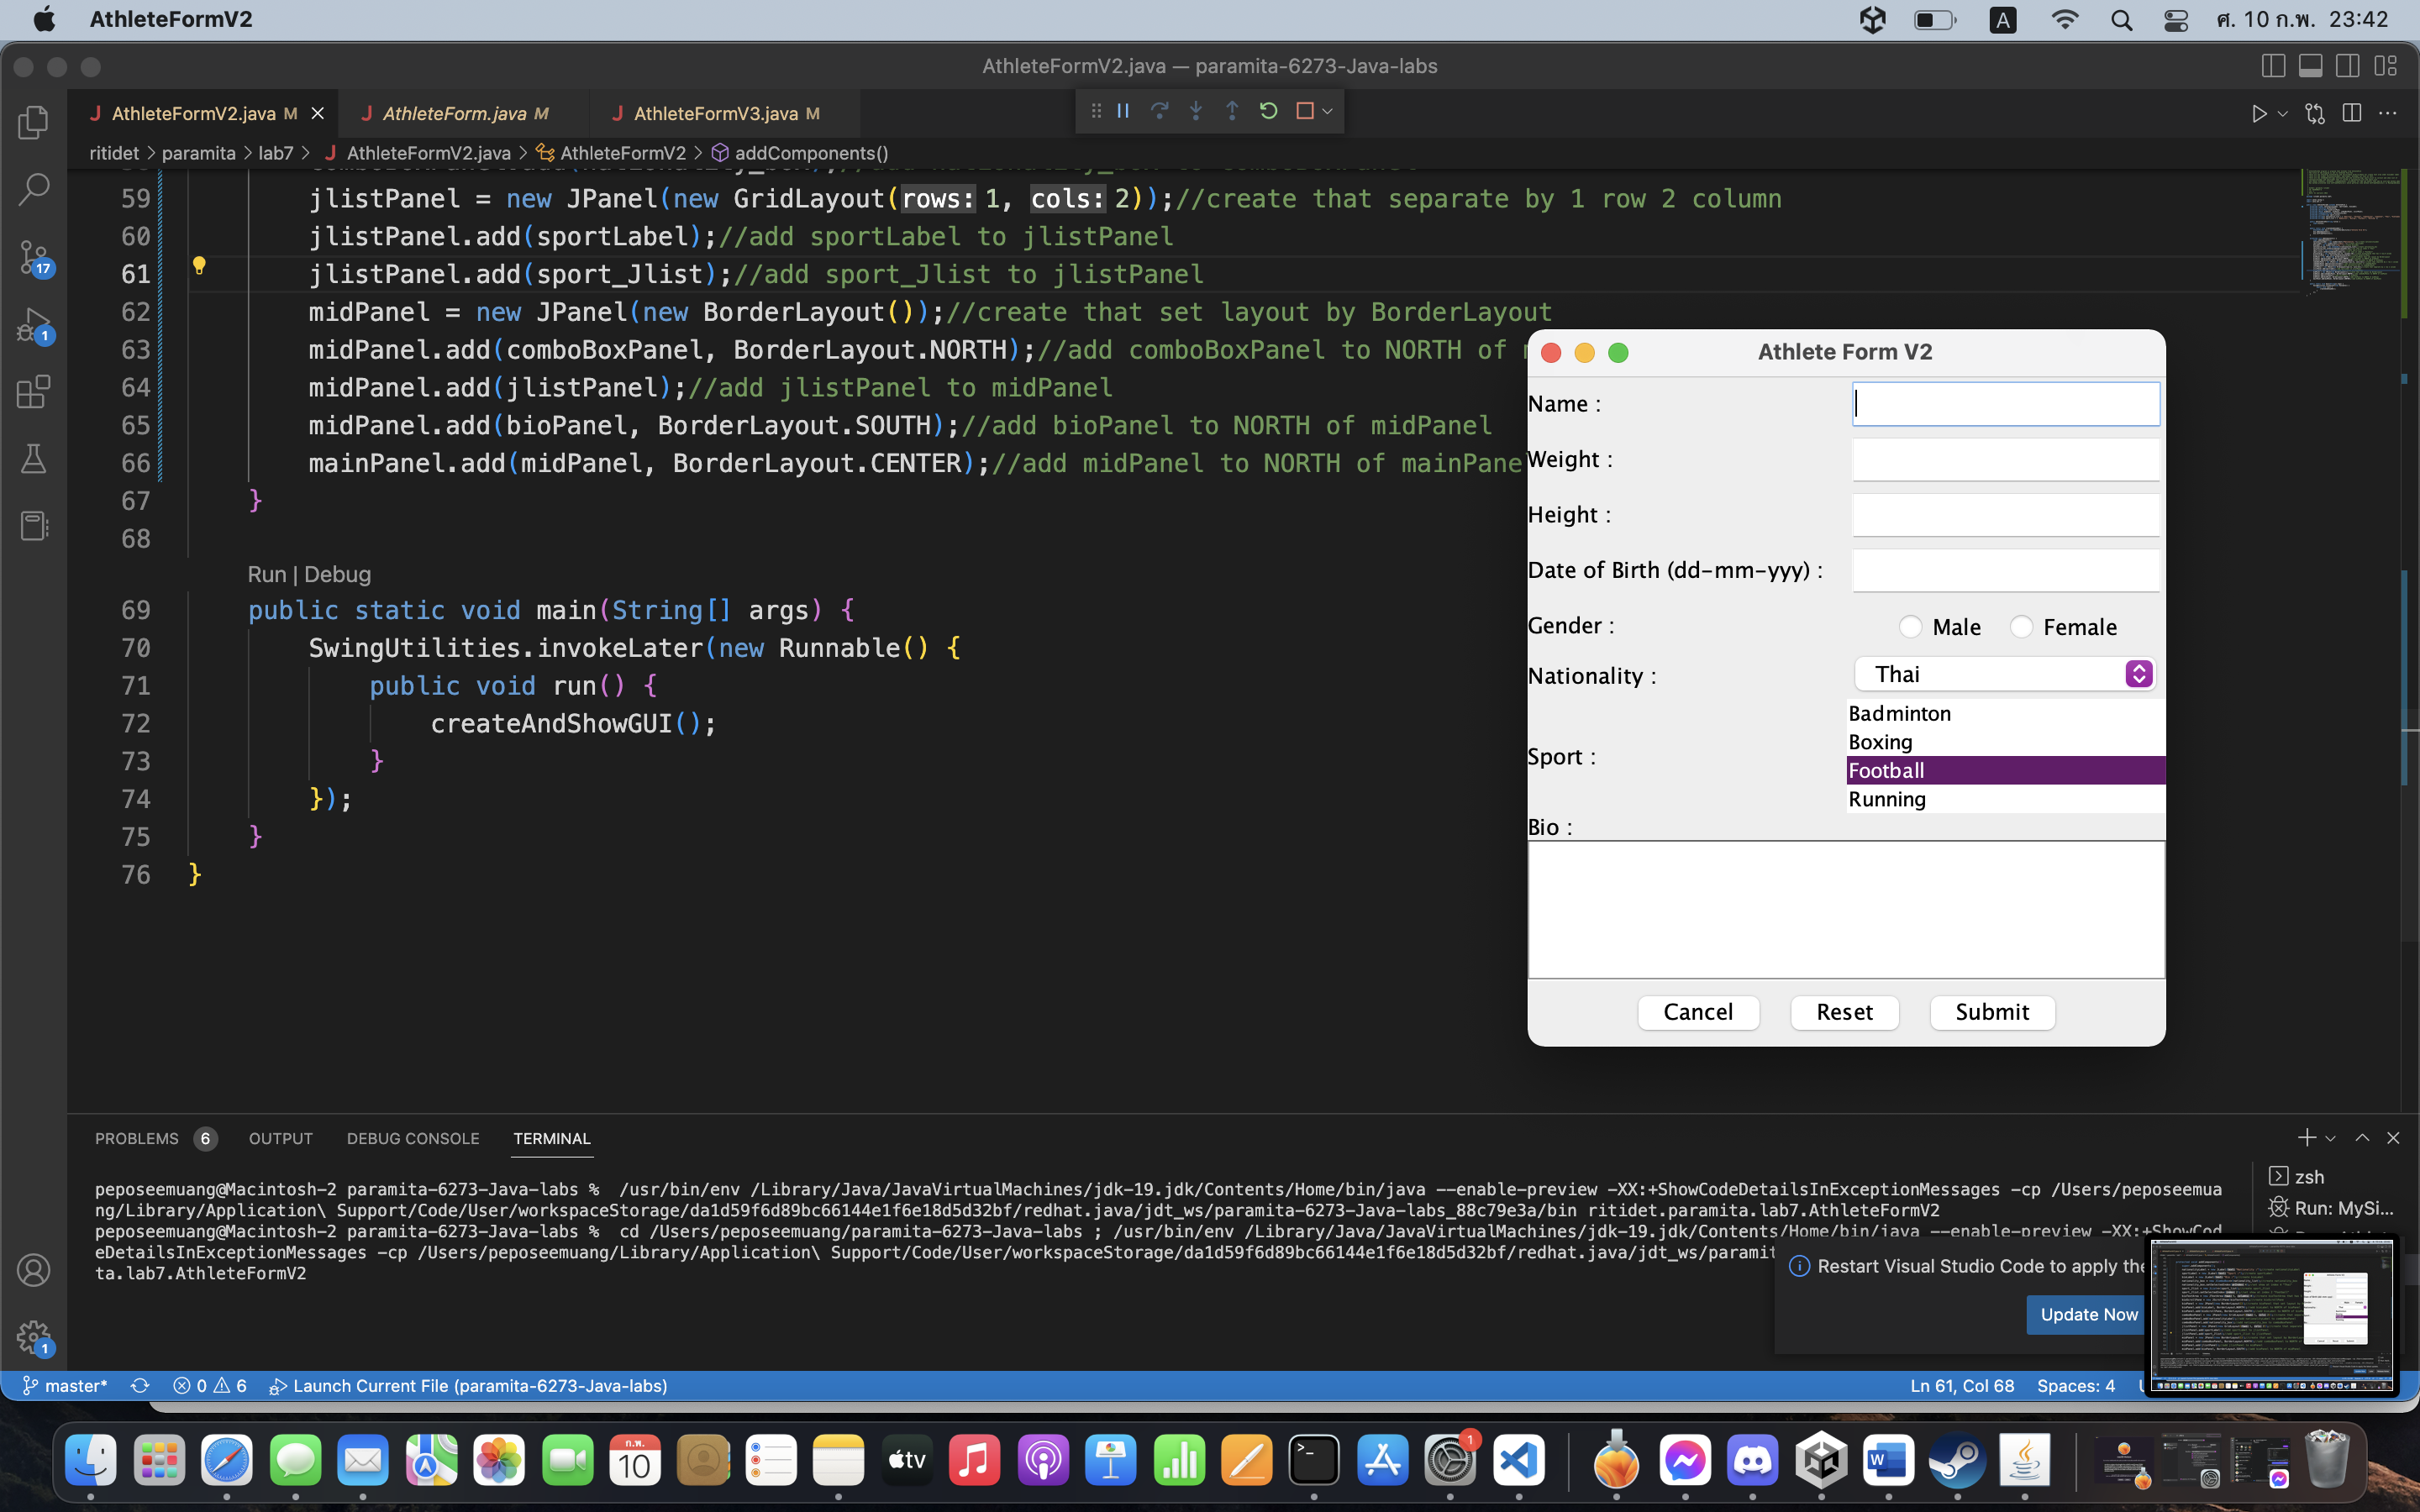 AthleteFormV2
A
ศ. 10 ก.พ. 23:42
AthleteFormV2.java — paramita-6273-Java-labs
J AthleteFormV2.java M
J AthleteForm.java M
J AthleteFormV3.java M
ritidet > paramita > lab7 > J AthleteFormV2.java > AthleteFormV2 > addComponents()
59 jlistPanel = new JPanel(new GridLayout(rows: 1, cols: 2));//create that separate by 1 row 2 column
60 jlistPanel.add(sportLabel);//add sportLabel to jlistPanel
61 jlistPanel.add(sport_Jlist);//add sport_Jlist to jlistPanel
62 midPanel = new JPanel(new BorderLayout());//create that set layout by BorderLayout
63 midPanel.add(comboBoxPanel, BorderLayout.NORTH);//add comboBoxPanel to NORTH of
64 midPanel.add(jlistPanel);//add jlistPanel to midPanel
65 midPanel.add(bioPanel, BorderLayout.SOUTH);//add bioPanel to NORTH of midPanel
66 mainPanel.add(midPanel, BorderLayout.CENTER);//add midPanel to NORTH of mainPane
67 }
68
Run | Debug
69 public static void main(String[] args) {
70 SwingUtilities.invokeLater(new Runnable() {
71 public void run() {
72 createAndShowGUI();
73 }
74 });
75 }
76 }
17
1
1
Athlete Form V2
Name :
Weight :
Height :
Date of Birth (dd-mm-yyy) :
Gender : Male Female
Nationality : Thai
Sport :
Badminton
Boxing
Football
Running
Bio :
Cancel Reset Submit
PROBLEMS 6 OUTPUT DEBUG CONSOLE TERMINAL
peposeemuang@Macintosh-2 paramita-6273-Java-labs % /usr/bin/env /Library/Java/JavaVirtualMachines/jdk-19.jdk/Contents/Home/bin/java --enable-preview -XX:+ShowCodeDetailsInExceptionMessages -cp /Users/peposeemua
ng/Library/Application\ Support/Code/User/workspaceStorage/da1d59f6d89bc66144e1f6e18d5d32bf/redhat.java/jdt_ws/paramita-6273-Java-labs_88c79e3a/bin ritidet.paramita.lab7.AthleteFormV2
peposeemuang@Macintosh-2 paramita-6273-Java-labs % cd /Users/peposeemuang/paramita-6273-Java-labs ; /usr/bin/env /Library/Java/JavaVirtualMachines/jdk-19.jdk/Contents/Home/bin/java --enable-preview -XX:+ShowCod
eDetailsInExceptionMessages -cp /Users/peposeemuang/Library/Application\ Support/Code/User/workspaceStorage/da1d59f6d89bc66144e1f6e18d5d32bf/redhat.java/jdt_ws/paramit
ta.lab7.AthleteFormV2
zsh
Run: MySi...
Restart Visual Studio Code to apply the
Update Now
master* 0 6 Launch Current File (paramita-6273-Java-labs)
Ln 61, Col 68 Spaces: 4
ก.พ.
10
tv
1
W